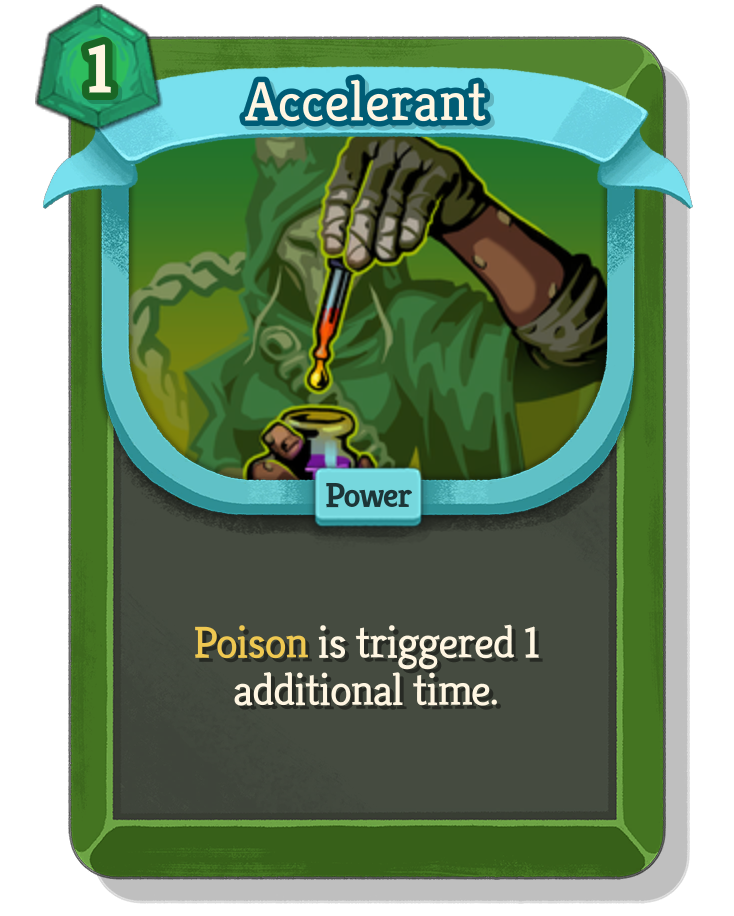 1
Accelerant
Power
Poison is triggered 1
additional time.